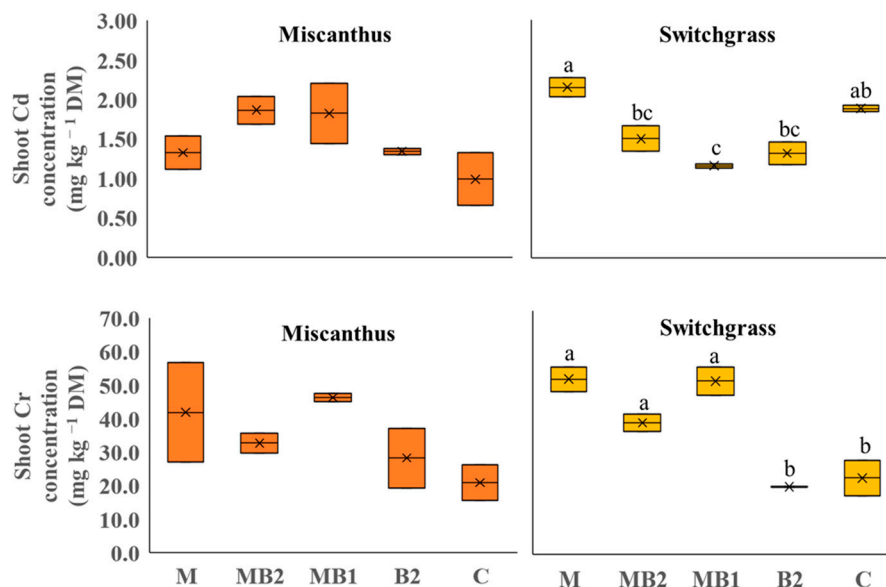 Miscanthus
Switchgrass
Shoot Cd
concentration
(mg kg ⁻¹ DM)
3.00
2.50
2.00
1.50
1.00
0.50
0.00
a
bc
c
bc
ab
Miscanthus
Switchgrass
Shoot Cr
concentration
(mg kg ⁻¹ DM)
70.0
60.0
50.0
40.0
30.0
20.0
10.0
0.0
a
a
a
b
b
M MB2 MB1 B2 C
M MB2 MB1 B2 C